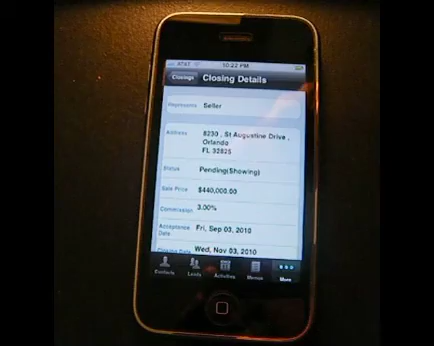 AT&T 10:22 PM
Closings Closing Details
Represents Seller
Address 8230 , St Augustine Drive ,
Orlando
FL 32825
Status Pending(Showing)
Sale Price $440,000.00
Commission 3.00%
Acceptance Date Fri, Sep 03, 2010
Closing Date Wed, Nov 03, 2010
Contacts Leads Activities Memos More